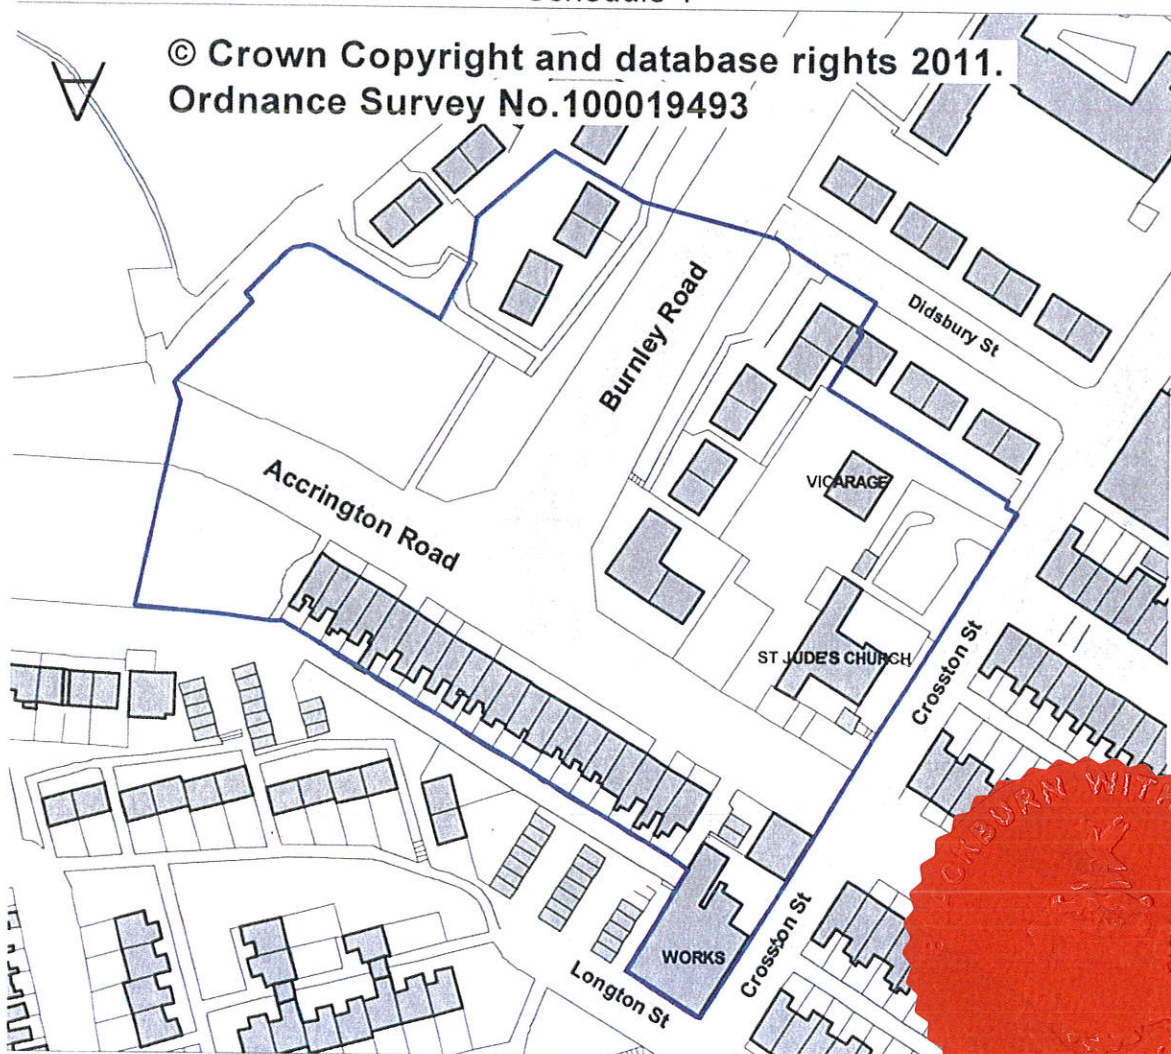 © Crown Copyright and database rights 2011.
Ordnance Survey No.100019493
Burnley Road
Didsbury St
Accrington Road
VICARAGE
ST JUDE'S CHURCH
Crosston St
Crosston St
WORKS
Longton St